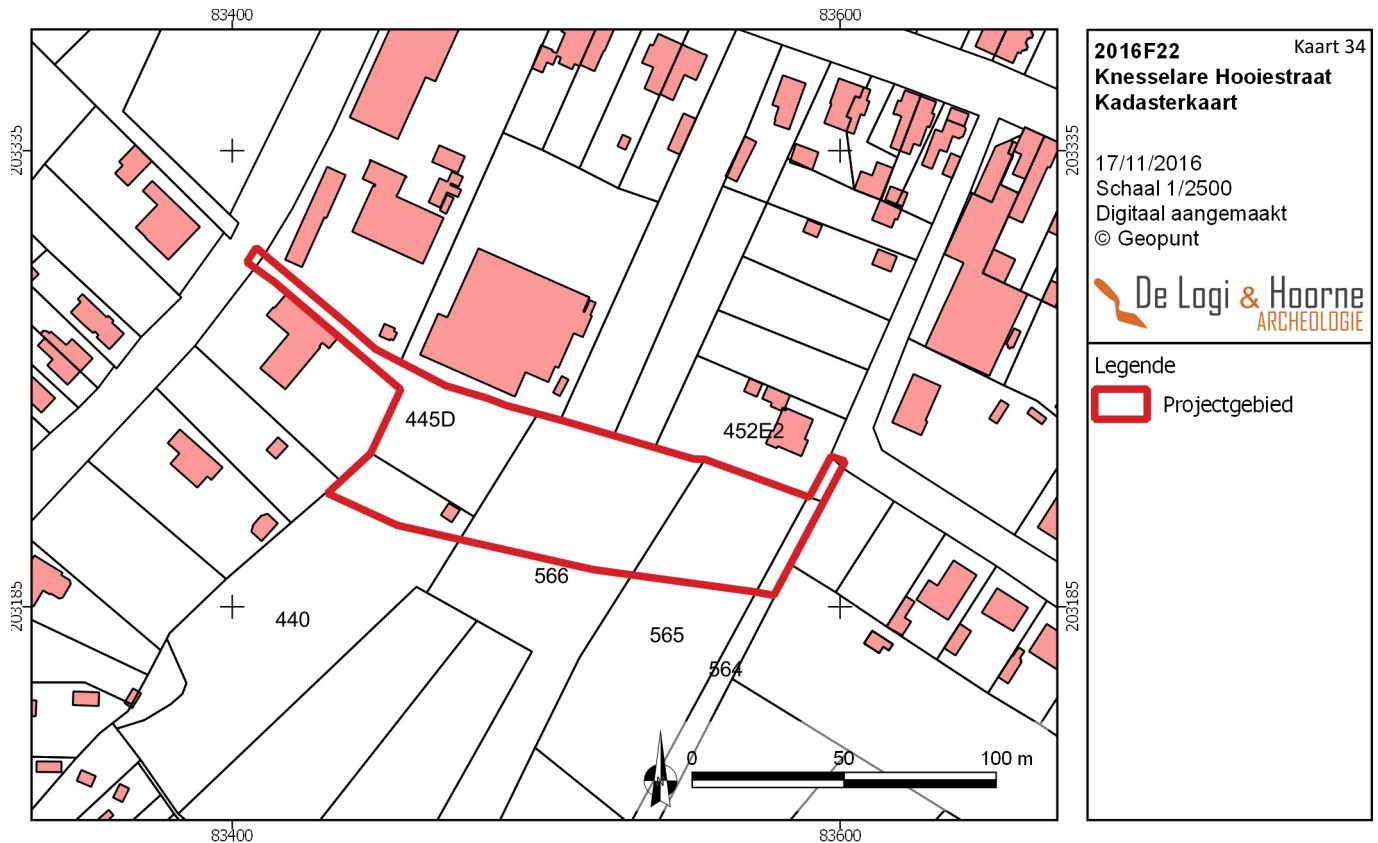 83400
83600
2016F22
Kaart 34
Knesselare Hooiestraat
Kadasterkaart
17/11/2016
Schaal 1/2500
Digitaal aangemaakt
© Geopunt
De Logi & Hoorne
ARCHEOLOGIE
Legende
Projectgebied
203335
203335
445D
452E2
566
440
565
564
203185
203185
N
0
50
100 m
83400
83600